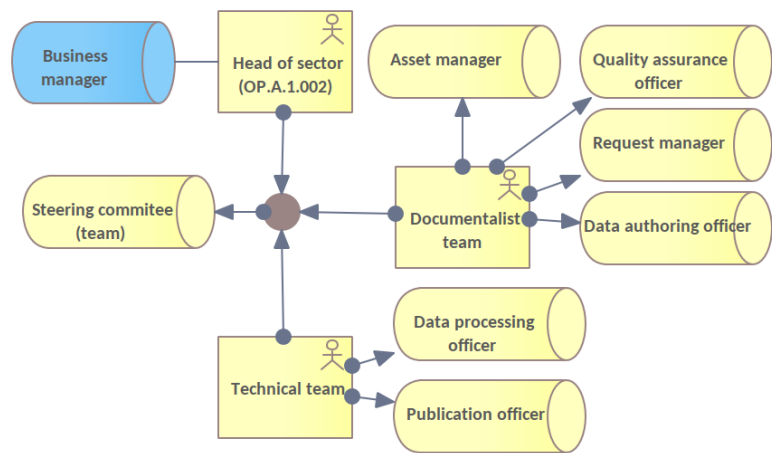 Business
manager
Head of sector
(OP.A.1.002)
Asset manager
Quality assurance
officer
Request manager
Steering commitee
(team)
Documentalist
team
Data authoring officer
Data processing
officer
Technical team
Publication officer